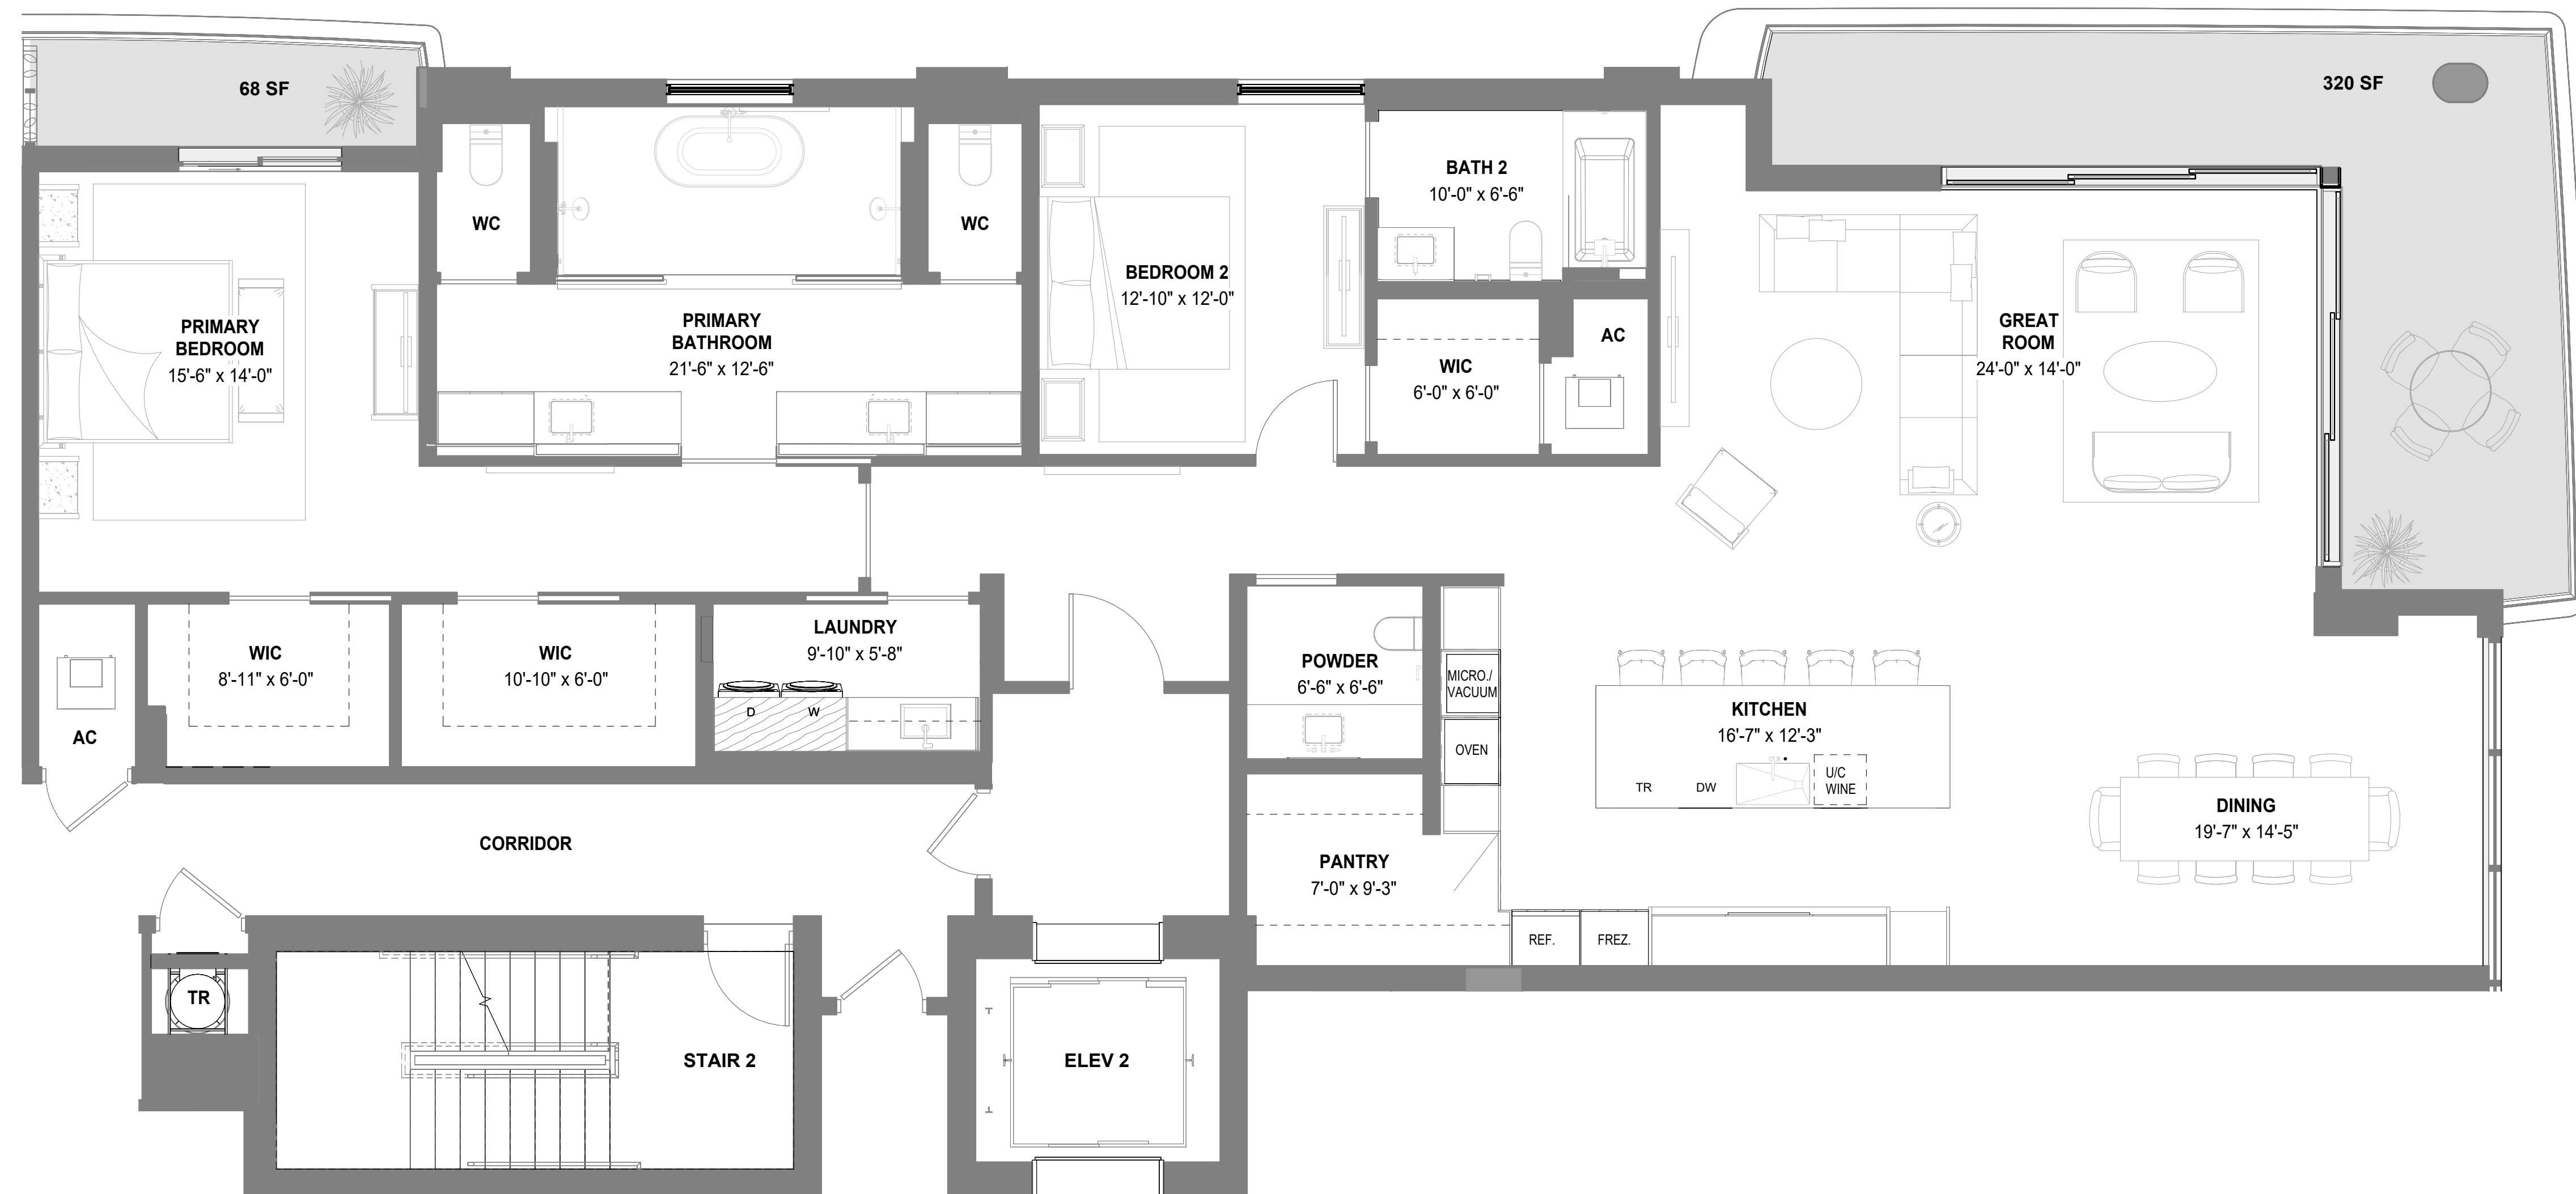 68 SF
320 SF
WC
WC
BATH 2
10'-0" x 6'-6"
PRIMARY
BEDROOM
15'-6" x 14'-0"
PRIMARY
BATHROOM
21'-6" x 12'-6"
BEDROOM 2
12'-10" x 12'-0"
WIC
6'-0" x 6'-0"
AC
GREAT
ROOM
24'-0" x 14'-0"
AC
WIC
8'-11" x 6'-0"
WIC
10'-10" x 6'-0"
LAUNDRY
9'-10" x 5'-8"
D
W
POWDER
6'-6" x 6'-6"
MICRO./
VACUUM
OVEN
KITCHEN
16'-7" x 12'-3"
TR
DW
U/C
WINE
DINING
19'-7" x 14'-5"
CORRIDOR
PANTRY
7'-0" x 9'-3"
REF.
FREZ.
TR
STAIR 2
ELEV 2